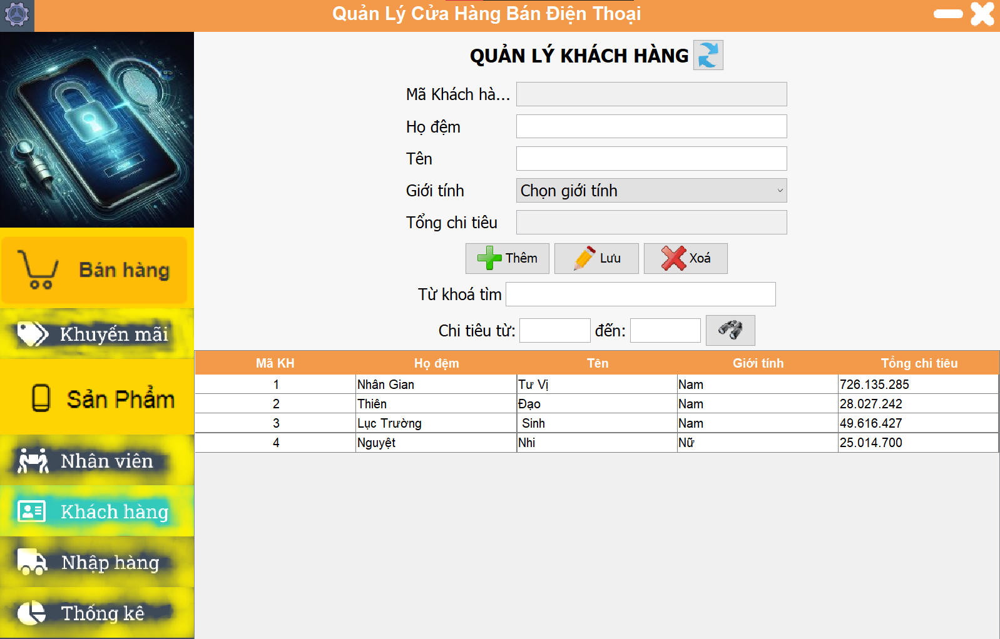 Quản Lý Cửa Hàng Bán Điện Thoại
QUẢN LÝ KHÁCH HÀNG
Mã Khách hà...
Họ đệm
Tên
Giới tính Chọn giới tính
Tổng chi tiêu
Thêm Lưu Xoá
Từ khoá tìm
Chi tiêu từ: đến:
Mã KH Họ đệm Tên Giới tính Tổng chi tiêu
1 Nhân Gian Tư Vị Nam 726.135.285
2 Thiên Đạo Nam 28.027.242
3 Lục Trường Sinh Nam 49.616.427
4 Nguyệt Nhi Nữ 25.014.700
Bán hàng
Khuyến mãi
Sản Phẩm
Nhân viên
Khách hàng
Nhập hàng
Thống kê